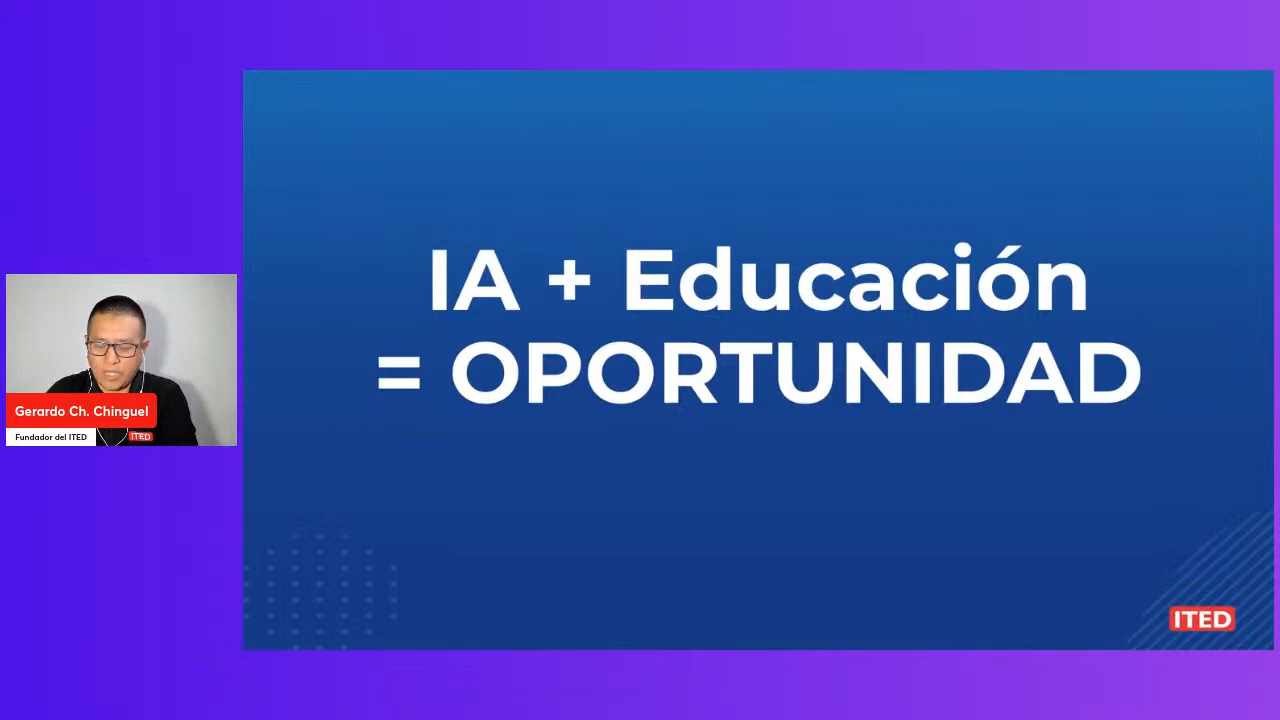 IA + Educación
= OPORTUNIDAD
Gerardo Ch. Chinguel
Fundador del ITED
ITED
ITED